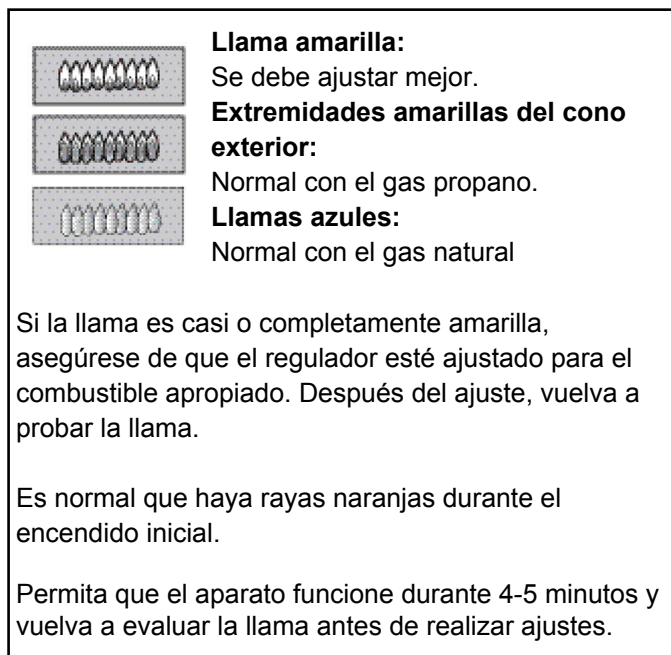 Llama amarilla:
Se debe ajustar mejor.
Extremidades amarillas del cono
exterior:
Normal con el gas propano.
Llamas azules:
Normal con el gas natural
Si la llama es casi o completamente amarilla,
asegúrese de que el regulador esté ajustado para el
combustible apropiado. Después del ajuste, vuelva a
probar la llama.
Es normal que haya rayas naranjas durante el
encendido inicial.
Permita que el aparato funcione durante 4-5 minutos y
vuelva a evaluar la llama antes de realizar ajustes.